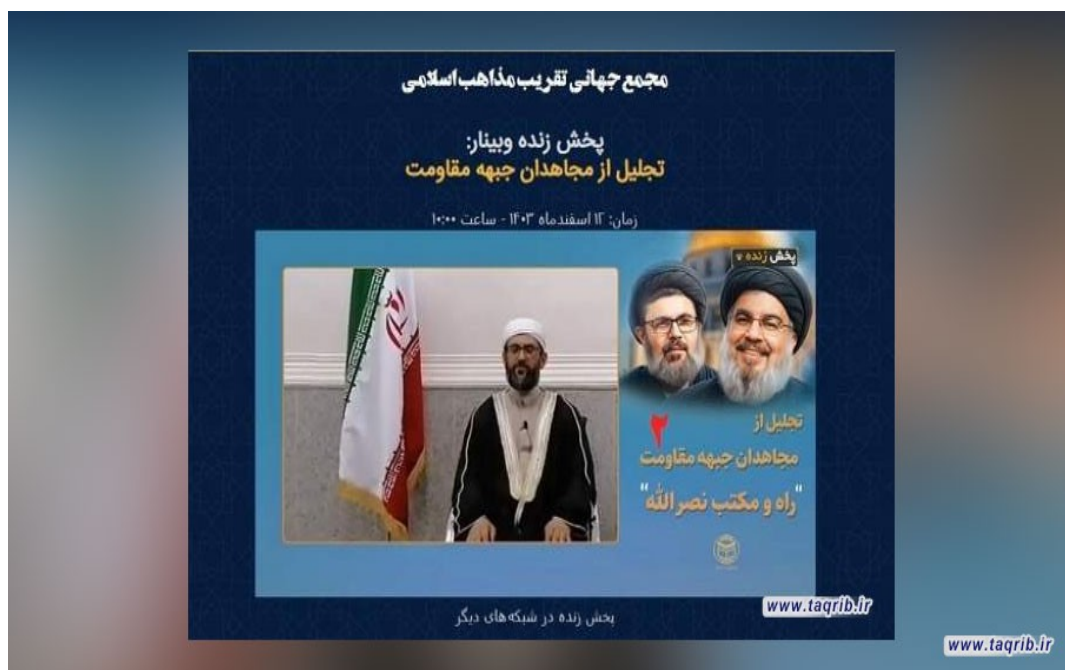 مجمع جهانی تقریب مذاهب اسلامی
پخش زنده وبینار:
تجلیل از مجاهدان جبهه مقاومت
زمان: ۱۲ اسفندماه ۱۴۰۳ - ساعت ۱۰:۰۰
پخش زنده
تجلیل از
۲
مجاهدان جبهه مقاومت
"راه و مکتب نصرالله"
پخش زنده در شبکه های دیگر
www.taqrib.ir
www.taqrib.ir